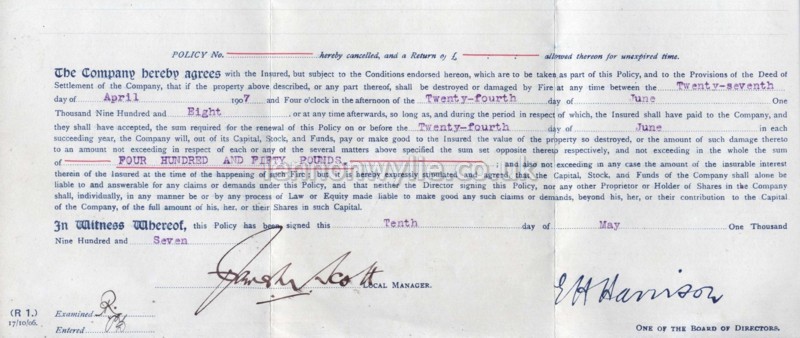 POLICY No. hereby cancelled, and a Return of £ allowed thereon for unexpired time.
The Company hereby agrees with the Insured, but subject to the Conditions endorsed hereon, which are to be taken as part of this Policy, and to the Provisions of the Deed of
Settlement of the Company, that if the property above described, or any part thereof, shall be destroyed or damaged by Fire at any time between the Twenty-seventh
day of April 1907 and Four o'clock in the afternoon of the Twenty-fourth day of June One
Thousand Nine Hundred and Eight, or at any time afterwards, so long as, and during the period in respect of which, the Insured shall have paid to the Company, and
they shall have accepted, the sum required for the renewal of this Policy on or before the Twenty-fourth day of June in each
succeeding year, the Company will, out of its Capital, Stock, and Funds, pay or make good to the Insured the value of the property so destroyed, or the amount of such damage thereto
to an amount not exceeding in respect of each or any of the several matters above specified the sum set opposite thereto respectively, and not exceeding in the whole the sum
of FOUR HUNDRED AND FIFTY POUNDS. and also not exceeding in any case the amount of the insurable interest
therein of the Insured at the time of the happening of such Fire; and it is hereby expressly stipulated and agreed that the Capital, Stock, and Funds of the Company shall alone be
liable to and answerable for any claims or demands under this Policy, and that neither the Director signing this Policy, nor any other Proprietor or Holder of Shares in the Company
shall, individually, in any manner be or by any process of Law or Equity made liable to make good any such claims or demands, beyond his, her, or their contribution to the Capital
of the Company, of the full amount of his, her, or their Shares in such Capital.
In Witness Whereof, this Policy has been signed this Tenth day of May One Thousand
Nine Hundred and Seven
Scott
LOCAL MANAGER.
E H Harrison
ONE OF THE BOARD OF DIRECTORS.
(R 1.)
17/10/06.
Examined
Entered
lennonwylie.co.uk